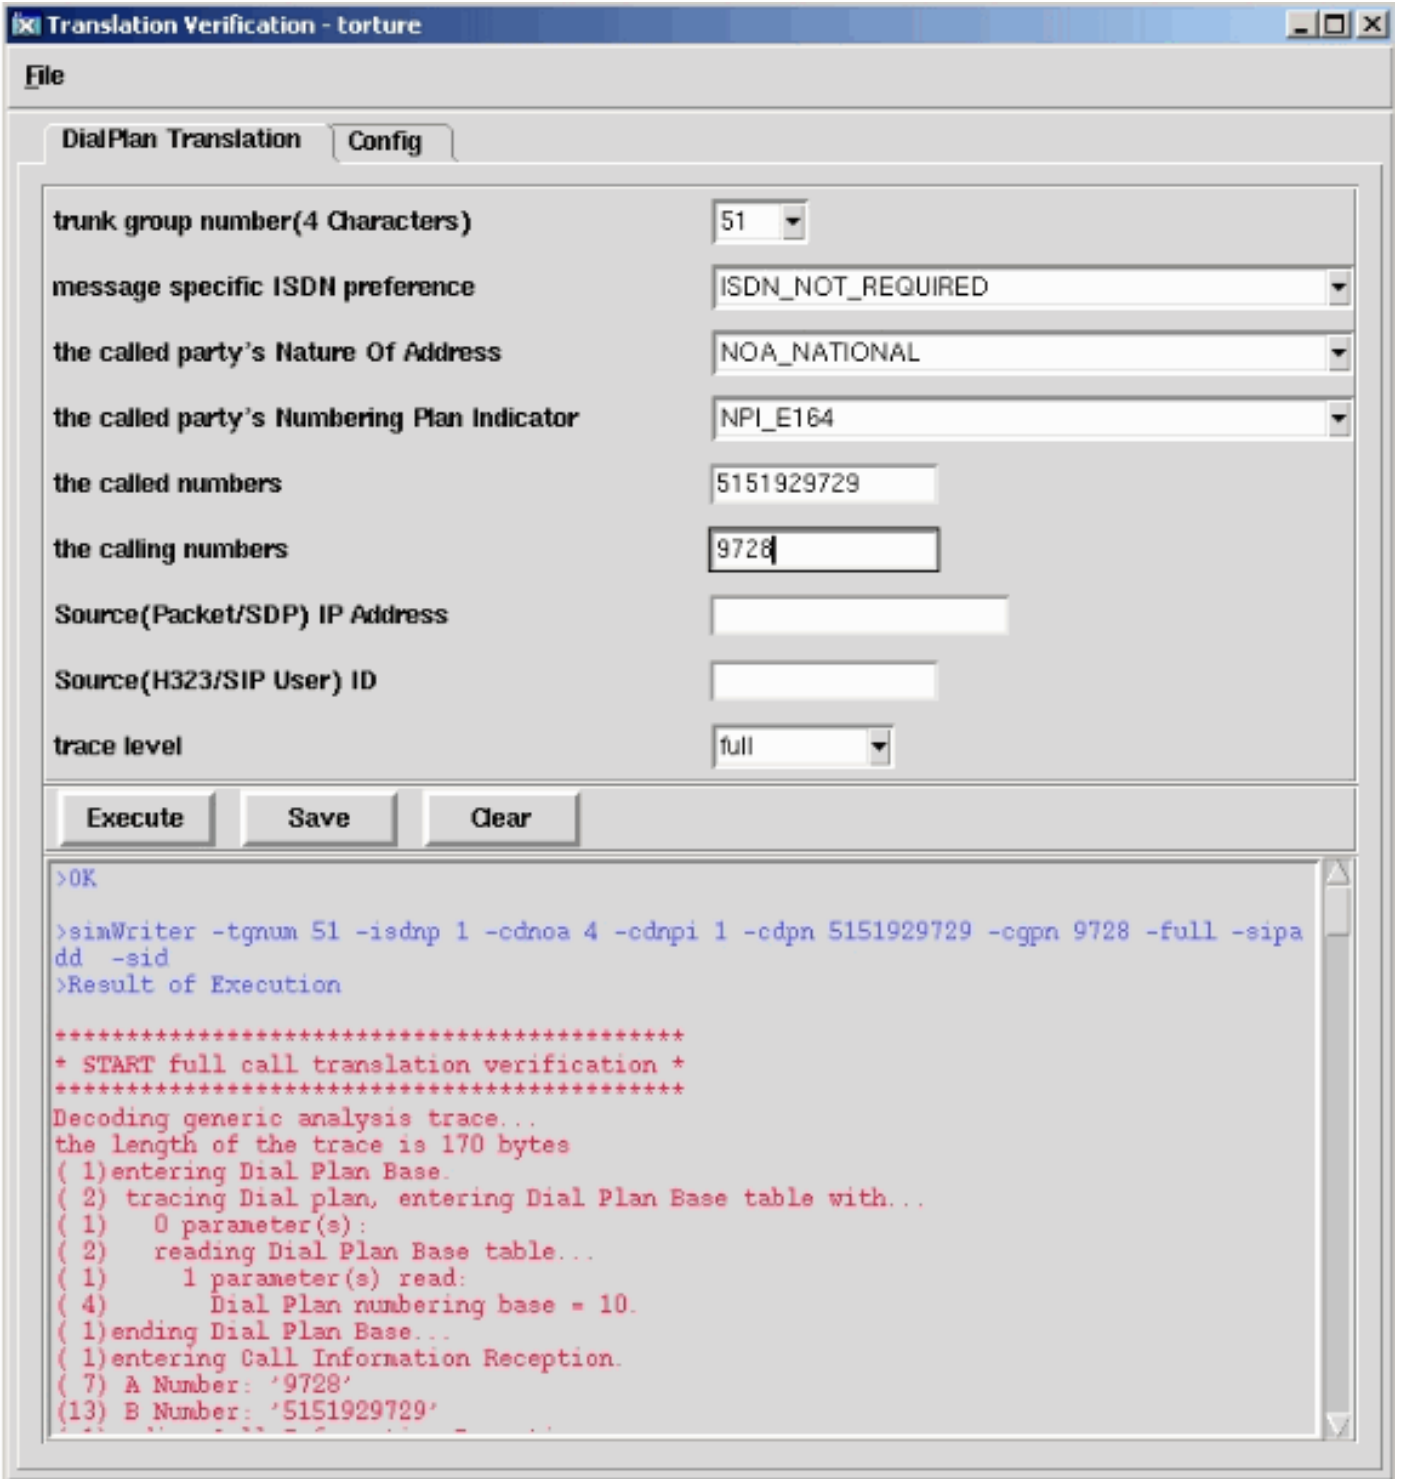 Translation Verification - torture
File
DialPlan Translation Config
trunk group number(4 Characters) 51
message specific ISDN preference ISDN_NOT_REQUIRED
the called party's Nature Of Address NOA_NATIONAL
the called party's Numbering Plan Indicator NPI_E164
the called numbers 5151929729
the calling numbers 9728
Source(Packet/SDP) IP Address
Source(H323/SIP User) ID
trace level full
Execute Save Clear
>OK
>simWriter -tgnum 51 -isdnp 1 -cdnoa 4 -cdnpi 1 -cdpn 5151929729 -cgpn 9728 -full -sipa
dd -sid
>Result of Execution
********************************************
* START full call translation verification *
********************************************
Decoding generic analysis trace...
the length of the trace is 170 bytes
( 1)entering Dial Plan Base.
( 2) tracing Dial plan, entering Dial Plan Base table with...
( 1) 0 parameter(s):
( 2) reading Dial Plan Base table...
( 1) 1 parameter(s) read:
( 4) Dial Plan numbering base = 10.
( 1)ending Dial Plan Base...
( 1)entering Call Information Reception.
( 7) A Number: '9728'
(13) B Number: '5151929729'